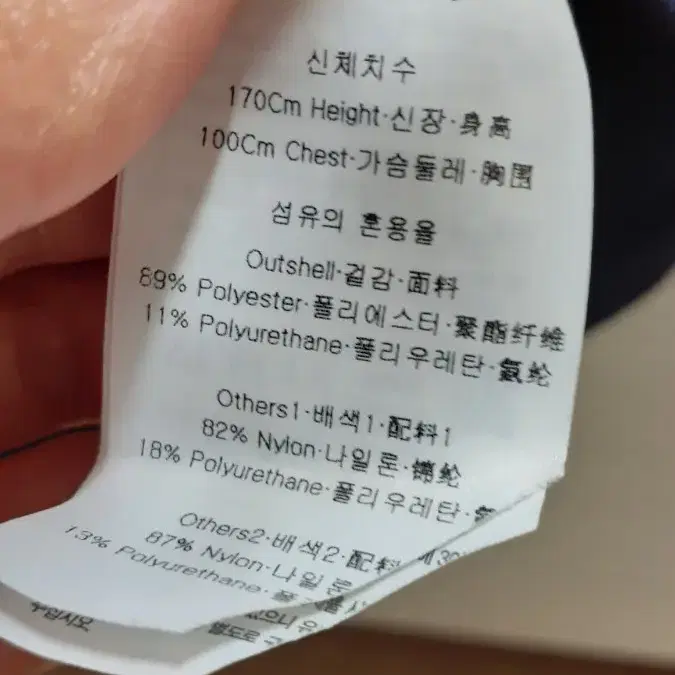 신체치수
170Cm Height·신장·身高
100Cm Chest·가슴둘레·胸围
섬유의 혼용율
Outshell·겉감·面料
89% Polyester·폴리에스터·聚酯纤维
11% Polyurethane·폴리우레탄·氨纶
Others1·배색1·配料1
82% Nylon·나일론·锦纶
18% Polyurethane·폴리우레탄·
Others2·배색2·配料
87% Nylon·나일론
13% Polyurethane·폴
별도로